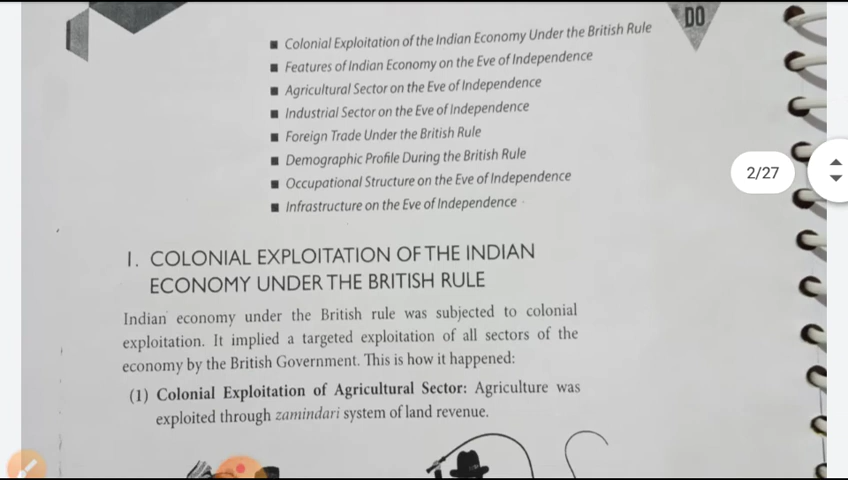 DO
■ Colonial Exploitation of the Indian Economy Under the British Rule
■ Features of Indian Economy on the Eve of Independence
■ Agricultural Sector on the Eve of Independence
■ Industrial Sector on the Eve of Independence
■ Foreign Trade Under the British Rule
■ Demographic Profile During the British Rule
■ Occupational Structure on the Eve of Independence
■ Infrastructure on the Eve of Independence
2/27
I. COLONIAL EXPLOITATION OF THE INDIAN
ECONOMY UNDER THE BRITISH RULE
Indian economy under the British rule was subjected to colonial
exploitation. It implied a targeted exploitation of all sectors of the
economy by the British Government. This is how it happened:
(1) Colonial Exploitation of Agricultural Sector: Agriculture was
exploited through zamindari system of land revenue.